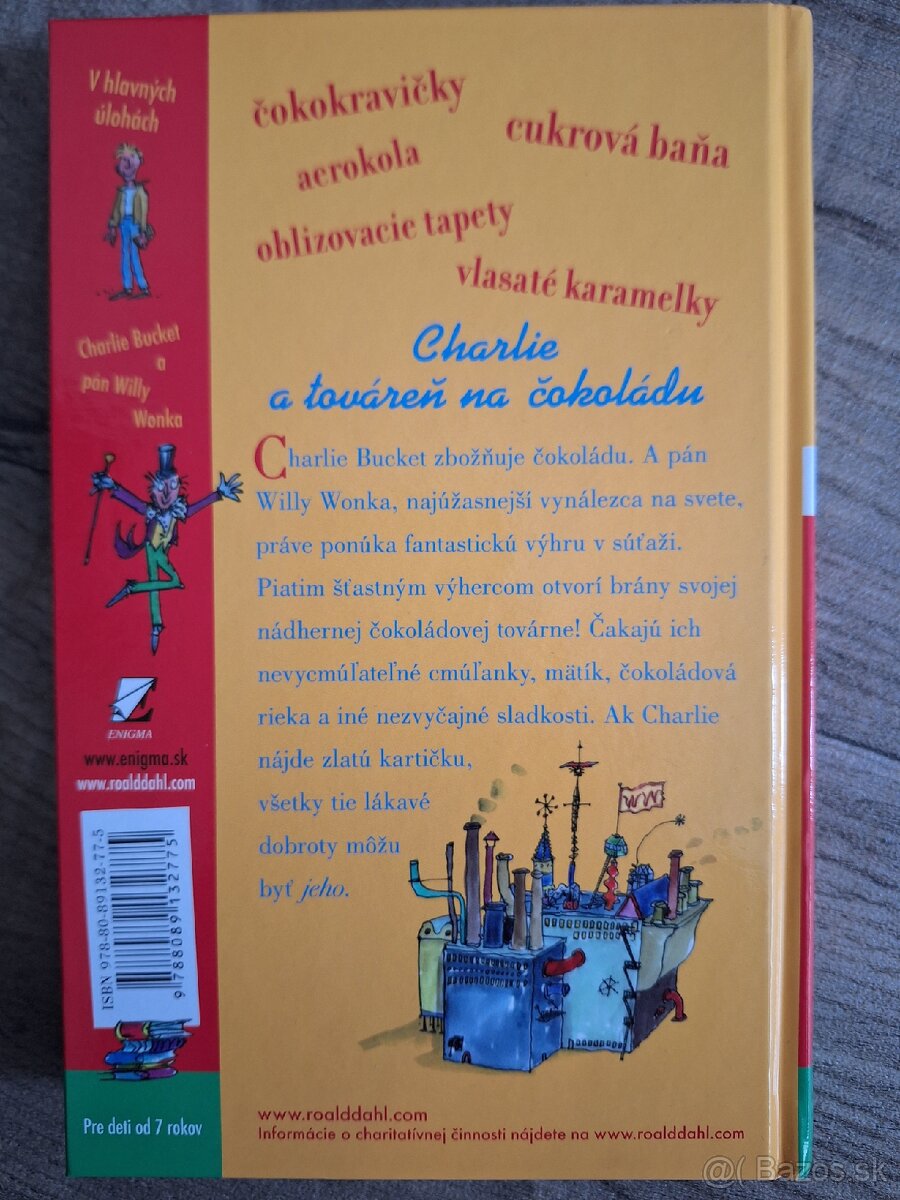 V hlavných
úlohách
Charlie Bucket
a
pán Willy
Wonka
ENIGMA
www.enigma.sk
www.roalddahl.com
ISBN 978-80-89132-77-5
9 788089 132775
Pre deti od 7 rokov
čokokravičky
cukrová baňa
aerokola
oblizovacie tapety
vlasaté karamelky
Charlie
a továreň na čokoládu
Charlie Bucket zbožňuje čokoládu. A pán
Willy Wonka, najúžasnejší vynálezca na svete,
práve ponúka fantastickú výhru v súťaži.
Piatim šťastným výhercom otvorí brány svojej
nádhernej čokoládovej továrne! Čakajú ich
nevycmúľateľné cmúľanky, mätík, čokoládová
rieka a iné nezvyčajné sladkosti. Ak Charlie
nájde zlatú kartičku,
všetky tie lákavé
dobroty môžu
byť jeho.
www.roalddahl.com
Informácie o charitatívnej činnosti nájdete na www.roalddahl.com
@( Bazos.sk